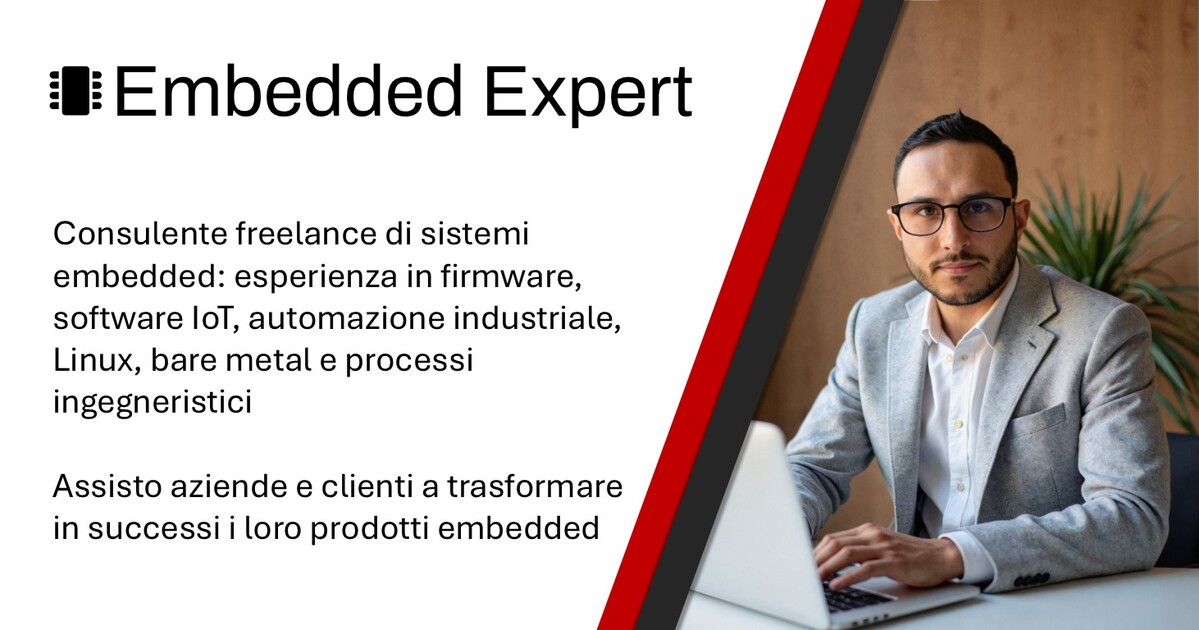 Embedded Expert
Consulente freelance di sistemi
embedded: esperienza in firmware,
software IoT, automazione industriale,
Linux, bare metal e processi
ingegneristici
Assisto aziende e clienti a trasformare
in successi i loro prodotti embedded